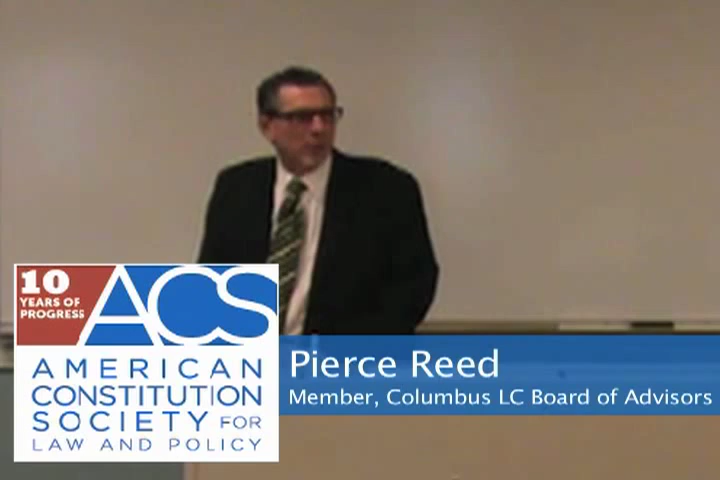 10
YEARS OF
PROGRESS
ACS
AMERICAN
CONSTITUTION
SOCIETY FOR
LAW AND POLICY
Pierce Reed
Member, Columbus LC Board of Advisors